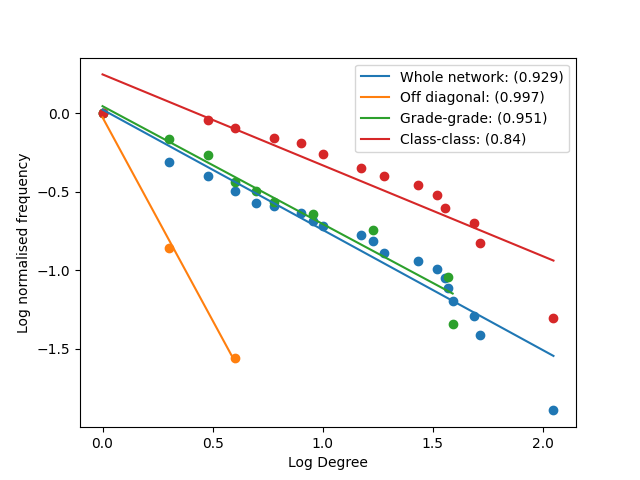 Whole network: (0.929)
Off diagonal: (0.997)
Grade-grade: (0.951)
Class-class: (0.84)
Log normalised frequency
0.0
−0.5
−1.0
−1.5
0.0 0.5 1.0 1.5 2.0
Log Degree